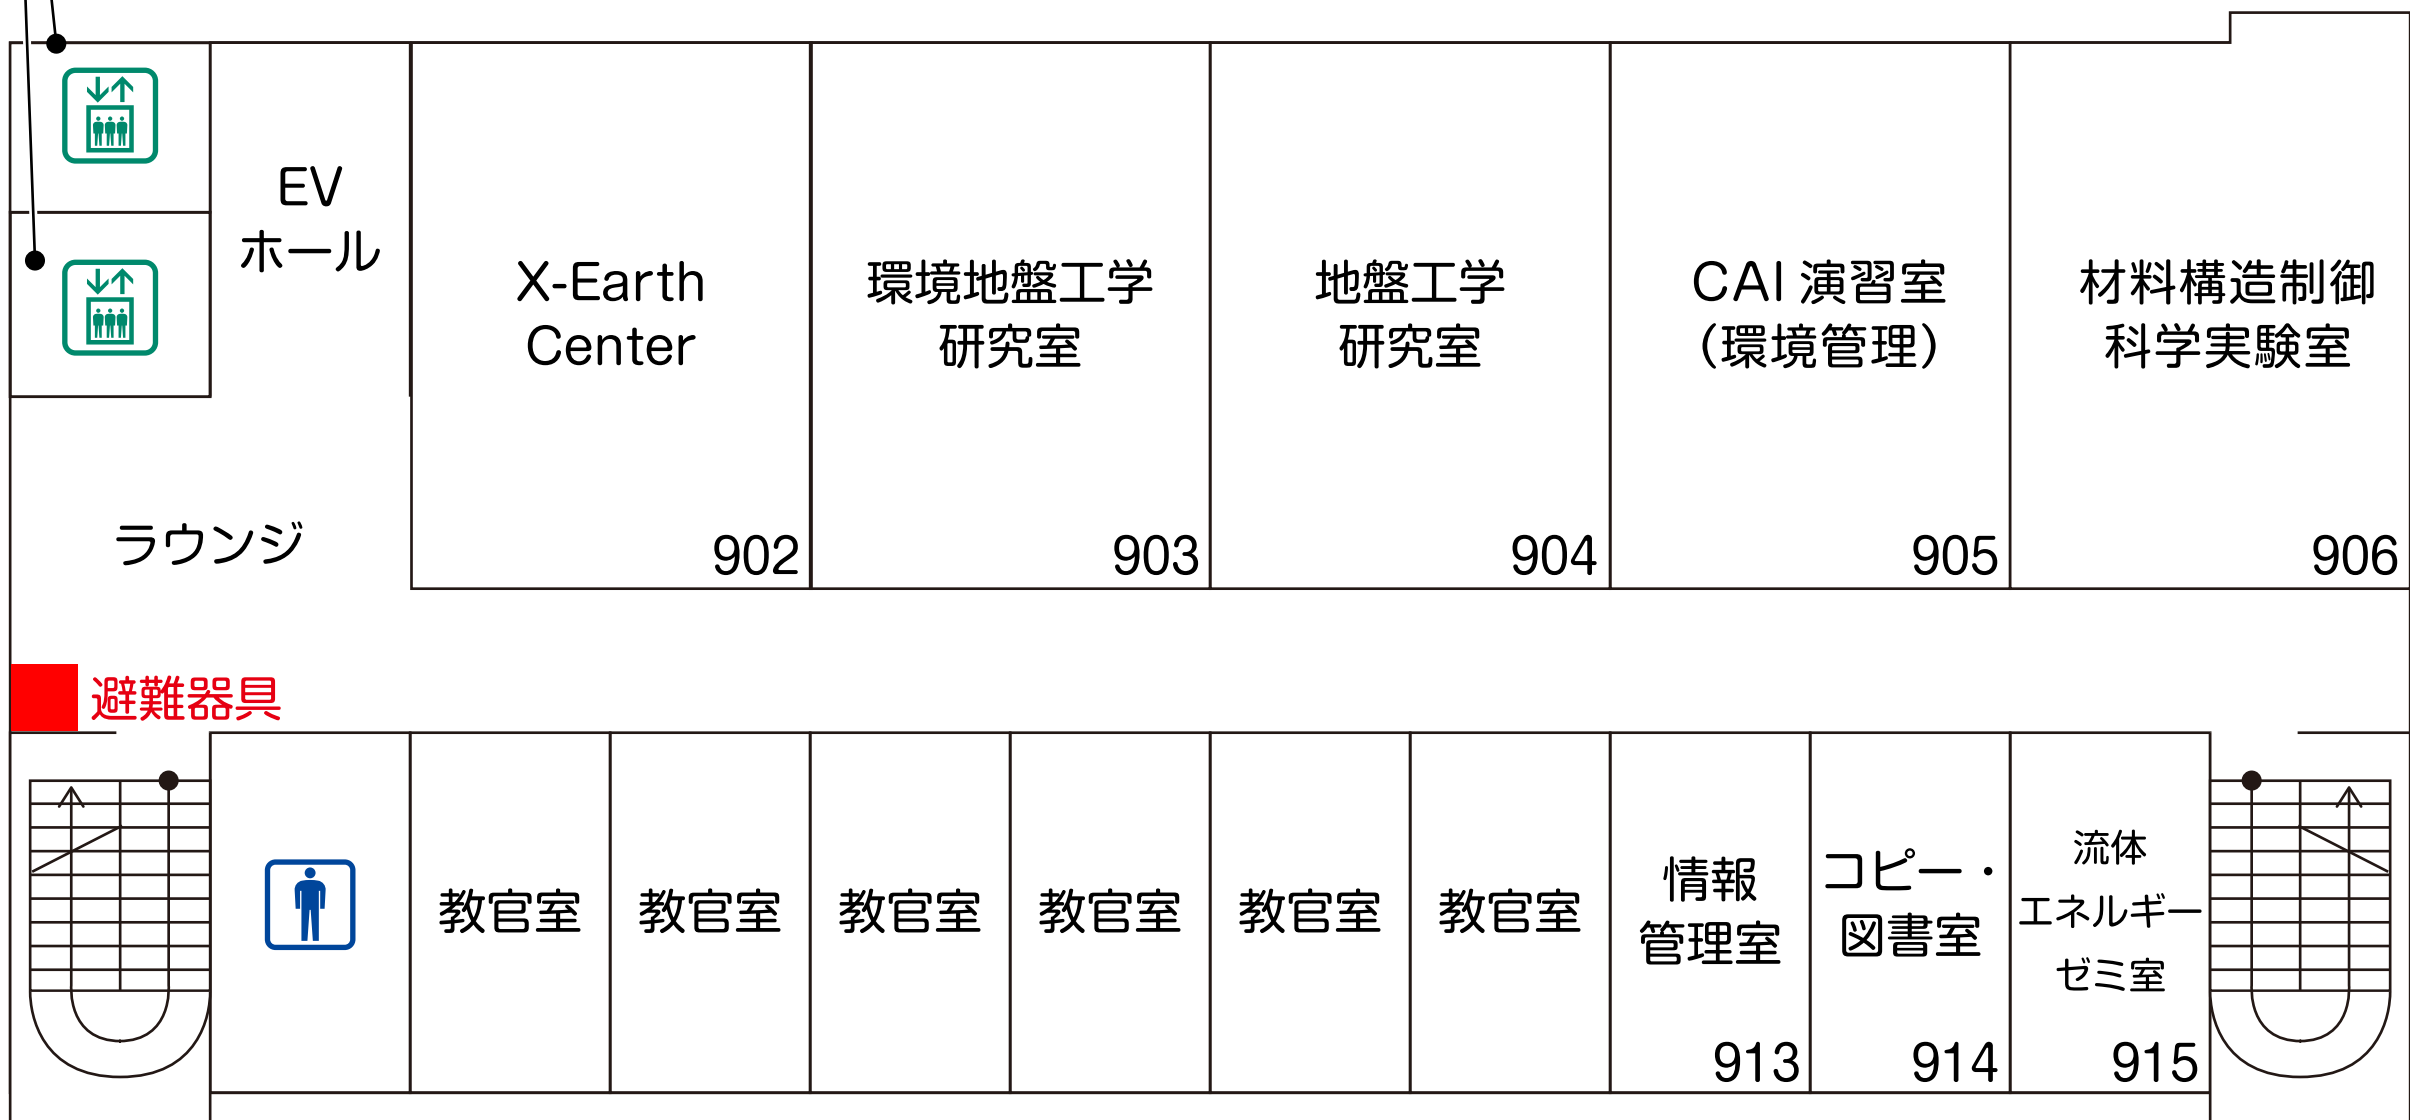 EV
ホール
X-Earth
Center
902
環境地盤工学
研究室
903
地盤工学
研究室
904
CAI 演習室
（環境管理）
905
材料構造制御
科学実験室
906
ラウンジ
避難器具
教官室
教官室
教官室
教官室
教官室
教官室
情報
管理室
913
コピー・
図書室
914
流体
エネルギー
ゼミ室
915